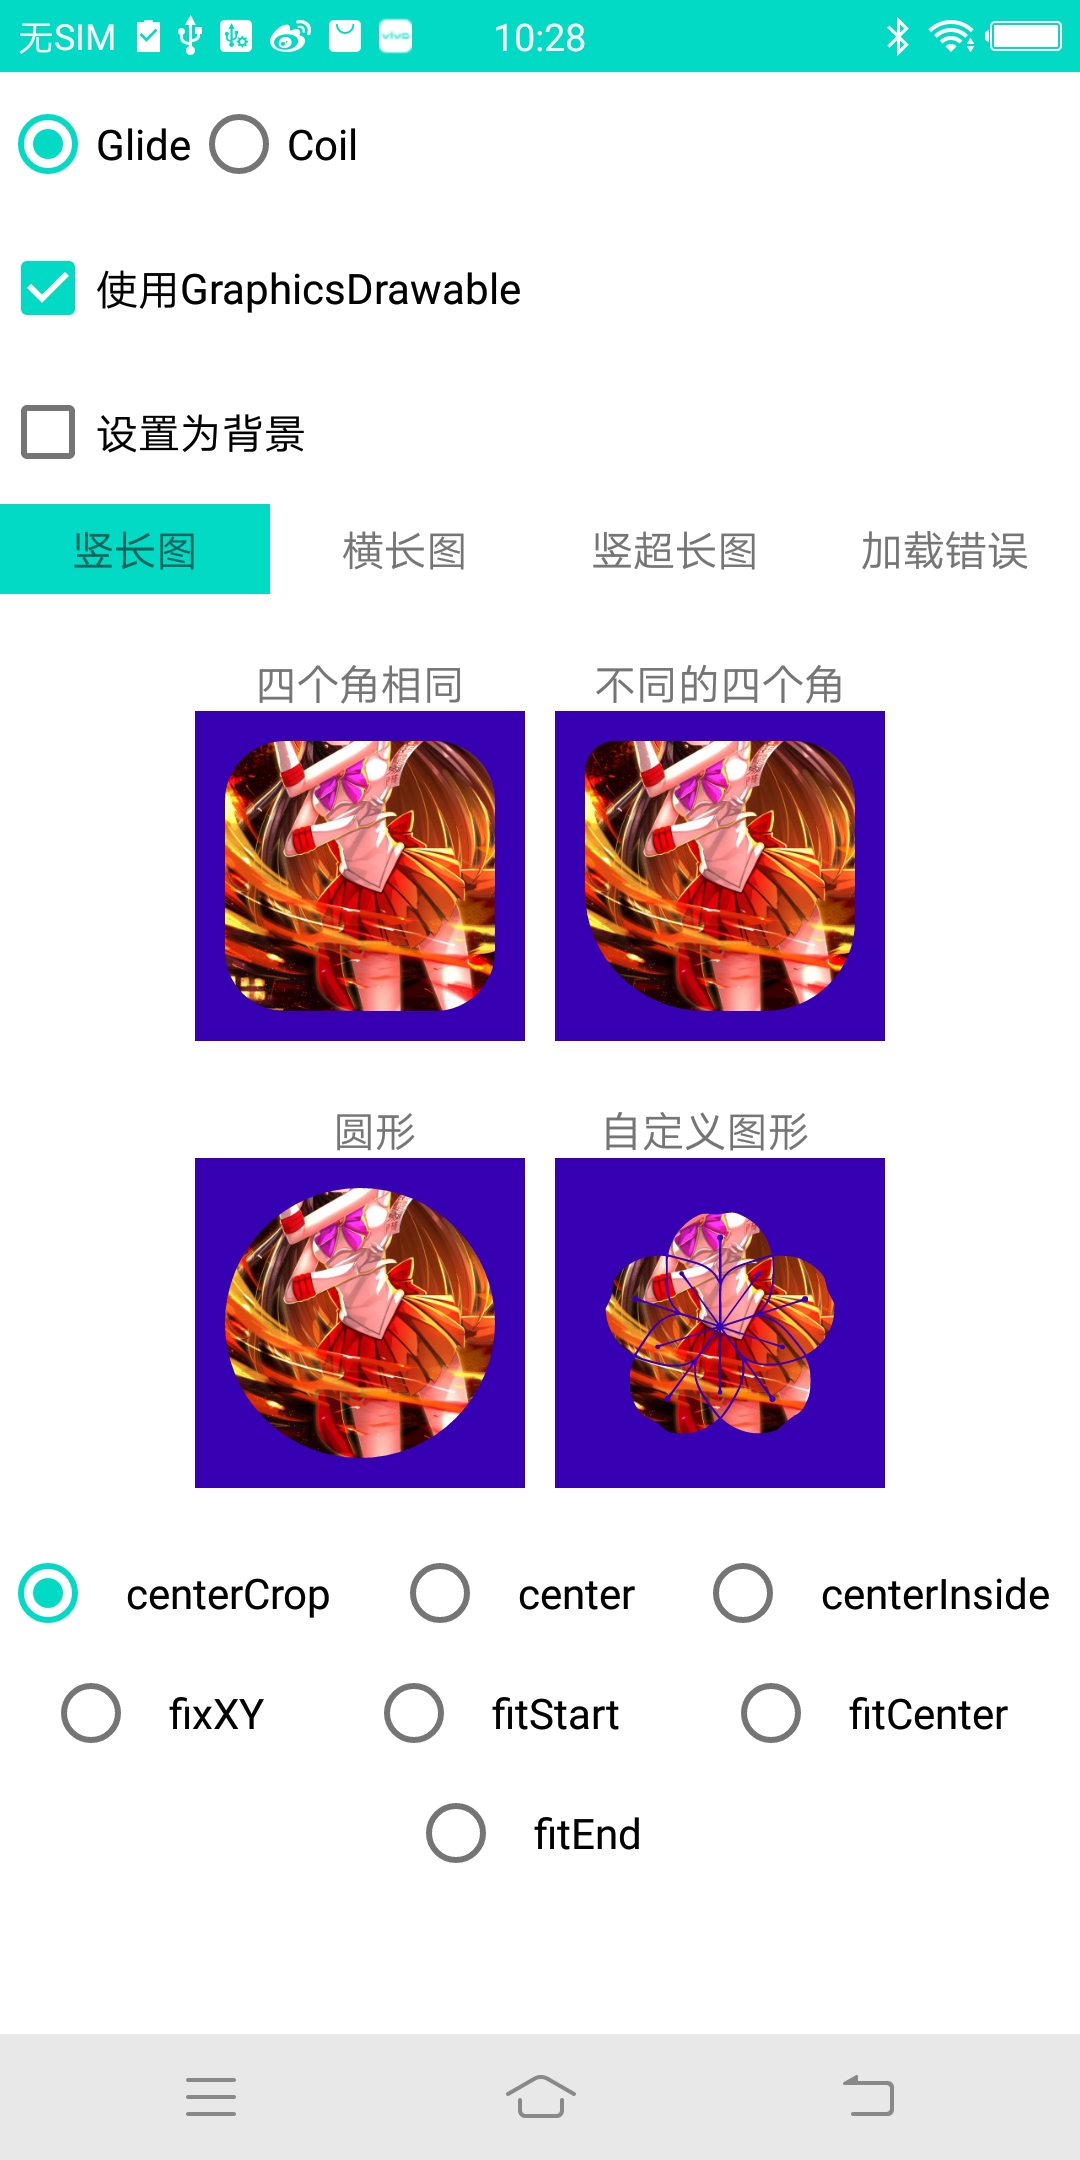 无SIM 10:28
Glide Coil
使用GraphicsDrawable
设置为背景
竖长图 横长图 竖超长图 加载错误
四个角相同 不同的四个角
圆形 自定义图形
centerCrop center centerInside
fixXY fitStart fitCenter
fitEnd